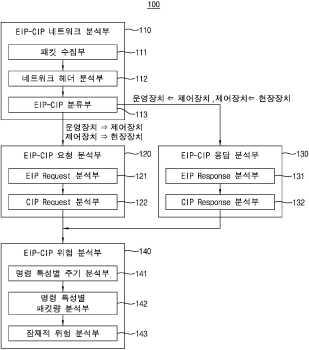 100
EIP-CIP 네트워크 분석부
110
패킷 수집부
111
네트워크 헤더 분석부
112
EIP-CIP 분류부
113
운영장치 ⇐ 제어장치, 제어장치 ⇐ 현장장치
운영장치 ⇒ 제어장치
제어장치 ⇒ 현장장치
EIP-CIP 요청 분석부
120
EIP Request 분석부
121
CIP Request 분석부
122
EIP-CIP 응답 분석부
130
EIP Response 분석부
131
CIP Response 분석부
132
EIP-CIP 위험 분석부
140
명령 특성별 주기 분석부
141
명령 특성별
패킷량 분석부
142
잠재적 위험 분석부
143